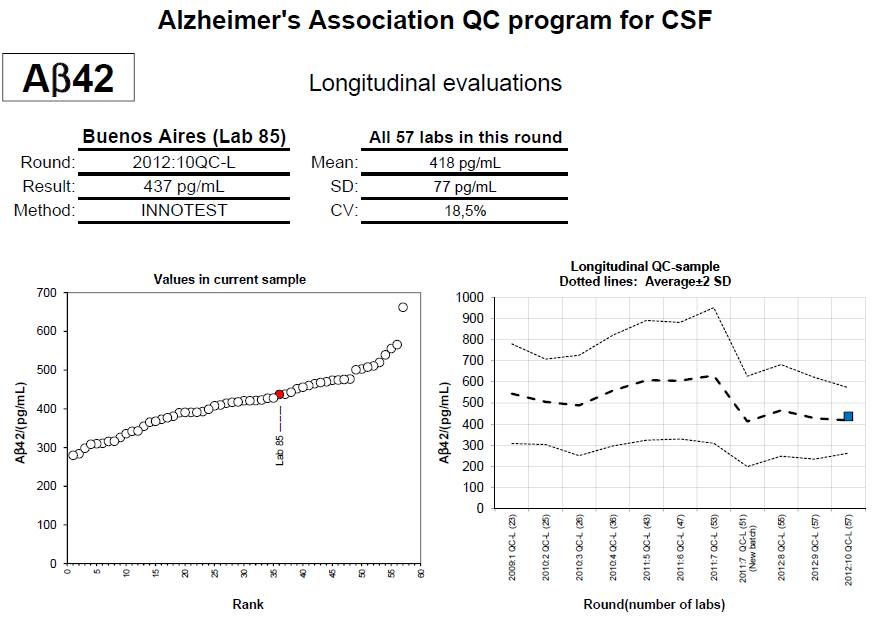 Alzheimer's Association QC program for CSF
Aβ42
Longitudinal evaluations
Buenos Aires (Lab 85)
Round: 2012:10QC-L
Result: 437 pg/mL
Method: INNOTEST
All 57 labs in this round
Mean: 418 pg/mL
SD: 77 pg/mL
CV: 18,5%
Values in current sample
Aβ42/(pg/mL)
700
600
500
400
300
200
100
0
Lab 85
0 5 10 15 20 25 30 35 40 45 50 55 60
Rank
Longitudinal QC-sample
Dotted lines: Average±2 SD
Aβ42/(pg/mL)
1000
900
800
700
600
500
400
300
200
100
0
2009:1 QC-L (23)
2010:2 QC-L (25)
2010:3 QC-L (26)
2010:4 QC-L (36)
2011:5 QC-L (43)
2011:6 QC-L (47)
2011:7 QC-L (53)
2011:7 QC-L (51)
(New batch)
2012:8 QC-L (55)
2012:9 QC-L (57)
2012:10 QC-L (57)
Round(number of labs)